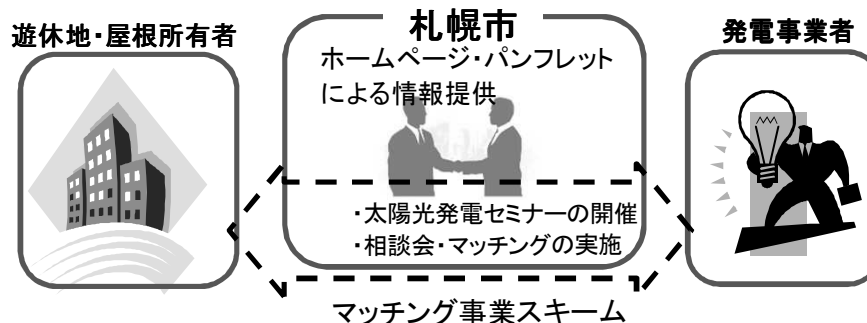 遊休地・屋根所有者
札幌市
ホームページ・パンフレット
による情報提供
・太陽光発電セミナーの開催
・相談会・マッチングの実施
発電事業者
マッチング事業スキーム